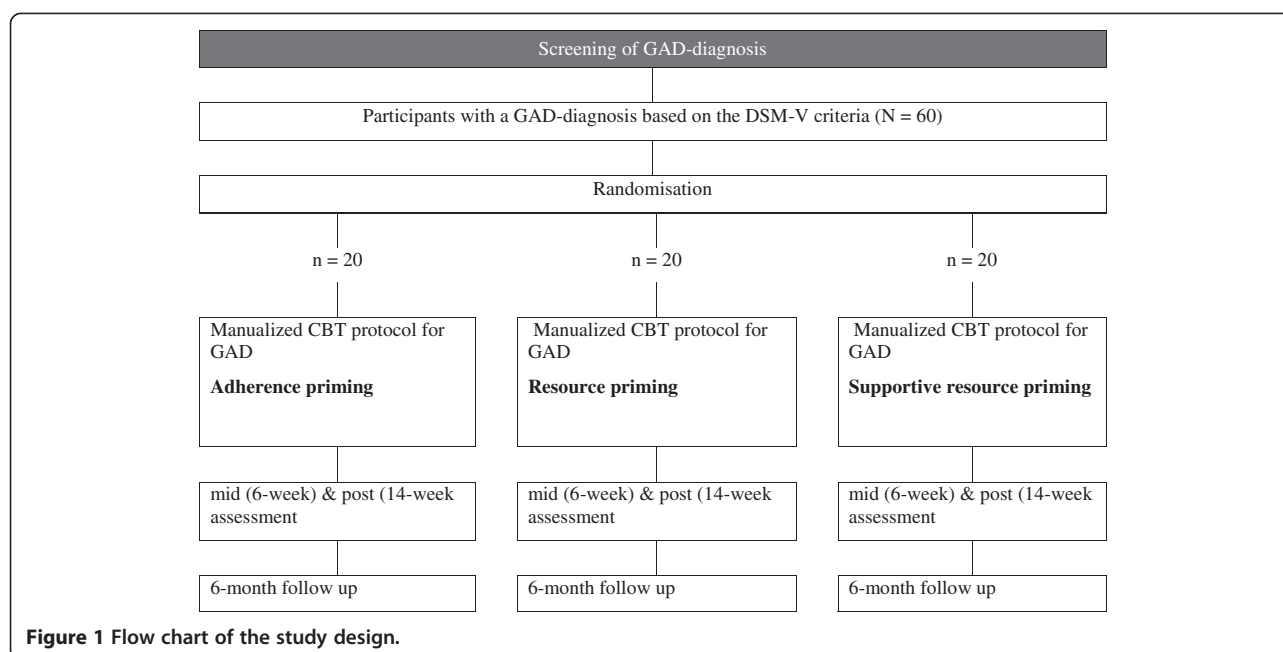 Screening of GAD-diagnosis
Participants with a GAD-diagnosis based on the DSM-V criteria (N = 60)
Randomisation
n = 20
n = 20
n = 20
Manualized CBT protocol for
GAD
Adherence priming
Manualized CBT protocol for
GAD
Resource priming
Manualized CBT protocol for
GAD
Supportive resource priming
mid (6-week) & post (14-week
assessment
mid (6-week) & post (14-week
assessment
mid (6-week) & post (14-week
assessment
6-month follow up
6-month follow up
6-month follow up
Figure 1 Flow chart of the study design.